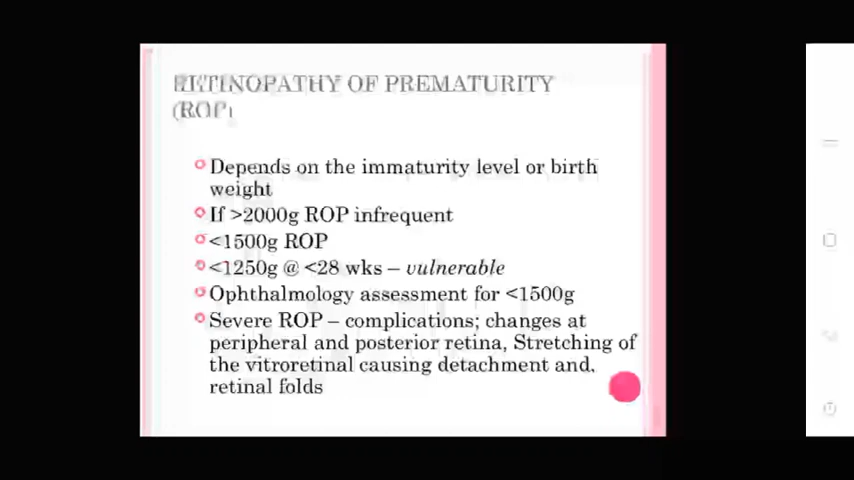 RETINOPATHY OF PREMATURITY
(ROP)
Depends on the immaturity level or birth
weight
If >2000g ROP infrequent
<1500g ROP
<1250g @ <28 wks – vulnerable
Ophthalmology assessment for <1500g
Severe ROP – complications; changes at
peripheral and posterior retina, Stretching of
the vitroretinal causing detachment and,
retinal folds